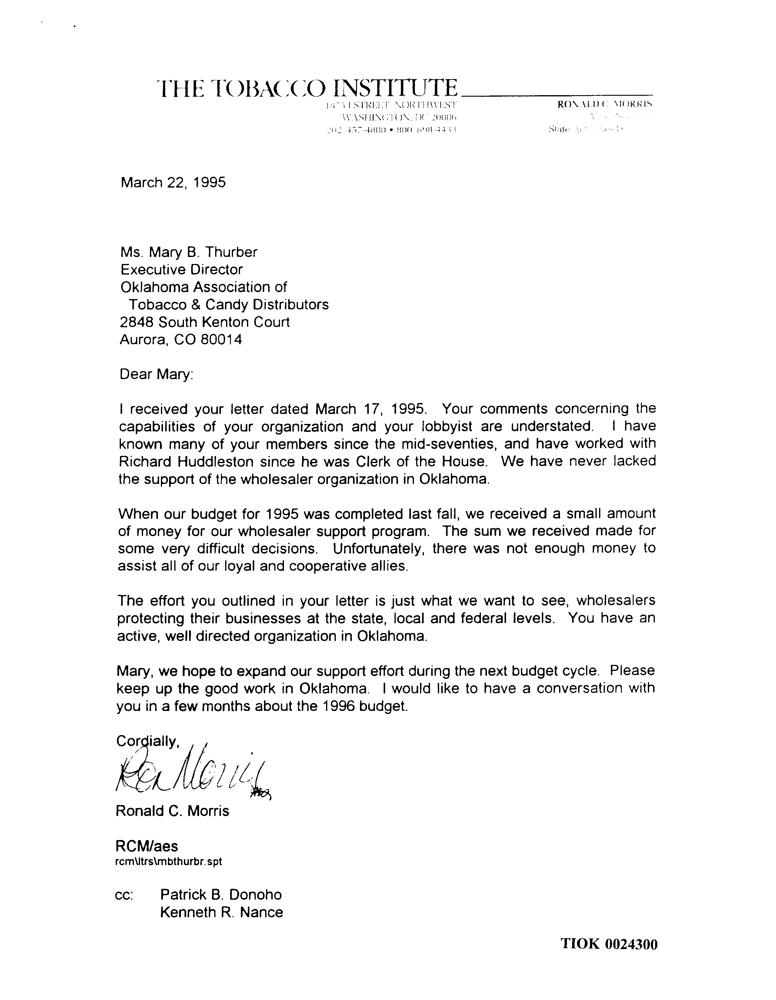 THE TOBACCO INSTITUTE
1875 I STREET, NORTHWEST
WASHINGTON, DC 20006
202/457-4800 • 800/898-4433
RONALD C. MORRIS
State
March 22, 1995
Ms. Mary B. Thurber
Executive Director
Oklahoma Association of
Tobacco & Candy Distributors
2848 South Kenton Court
Aurora, CO 80014
Dear Mary:
I received your letter dated March 17, 1995. Your comments concerning the
capabilities of your organization and your lobbyist are understated. I have
known many of your members since the mid-seventies, and have worked with
Richard Huddleston since he was Clerk of the House. We have never lacked
the support of the wholesaler organization in Oklahoma.
When our budget for 1995 was completed last fall, we received a small amount
of money for our wholesaler support program. The sum we received made for
some very difficult decisions. Unfortunately, there was not enough money to
assist all of our loyal and cooperative allies.
The effort you outlined in your letter is just what we want to see, wholesalers
protecting their businesses at the state, local and federal levels. You have an
active, well directed organization in Oklahoma.
Mary, we hope to expand our support effort during the next budget cycle. Please
keep up the good work in Oklahoma. I would like to have a conversation with
you in a few months about the 1996 budget.
Cordially,
Ron Morris
Ronald C. Morris
RCM/aes
rcm\ltrs\mbthurbr.spt
cc: Patrick B. Donoho
Kenneth R. Nance
TIOK 0024300